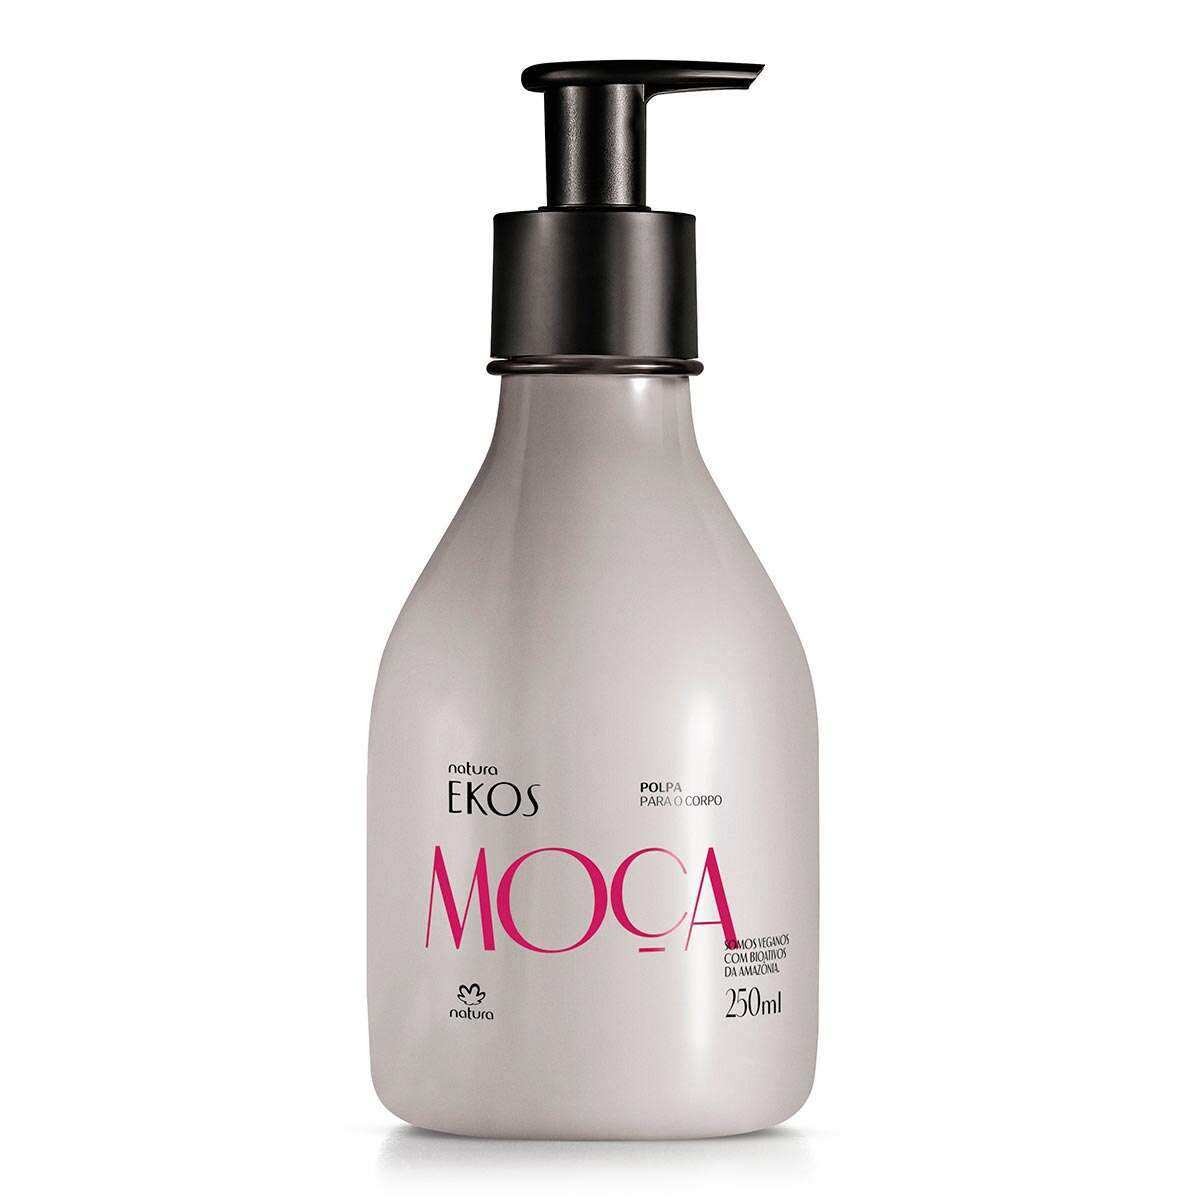 natura
EKOS
POLPA
PARA O CORPO
MOÇA
SOMOS VEGANOS
COM BIOATIVOS
DA AMAZÔNIA.
250ml
natura